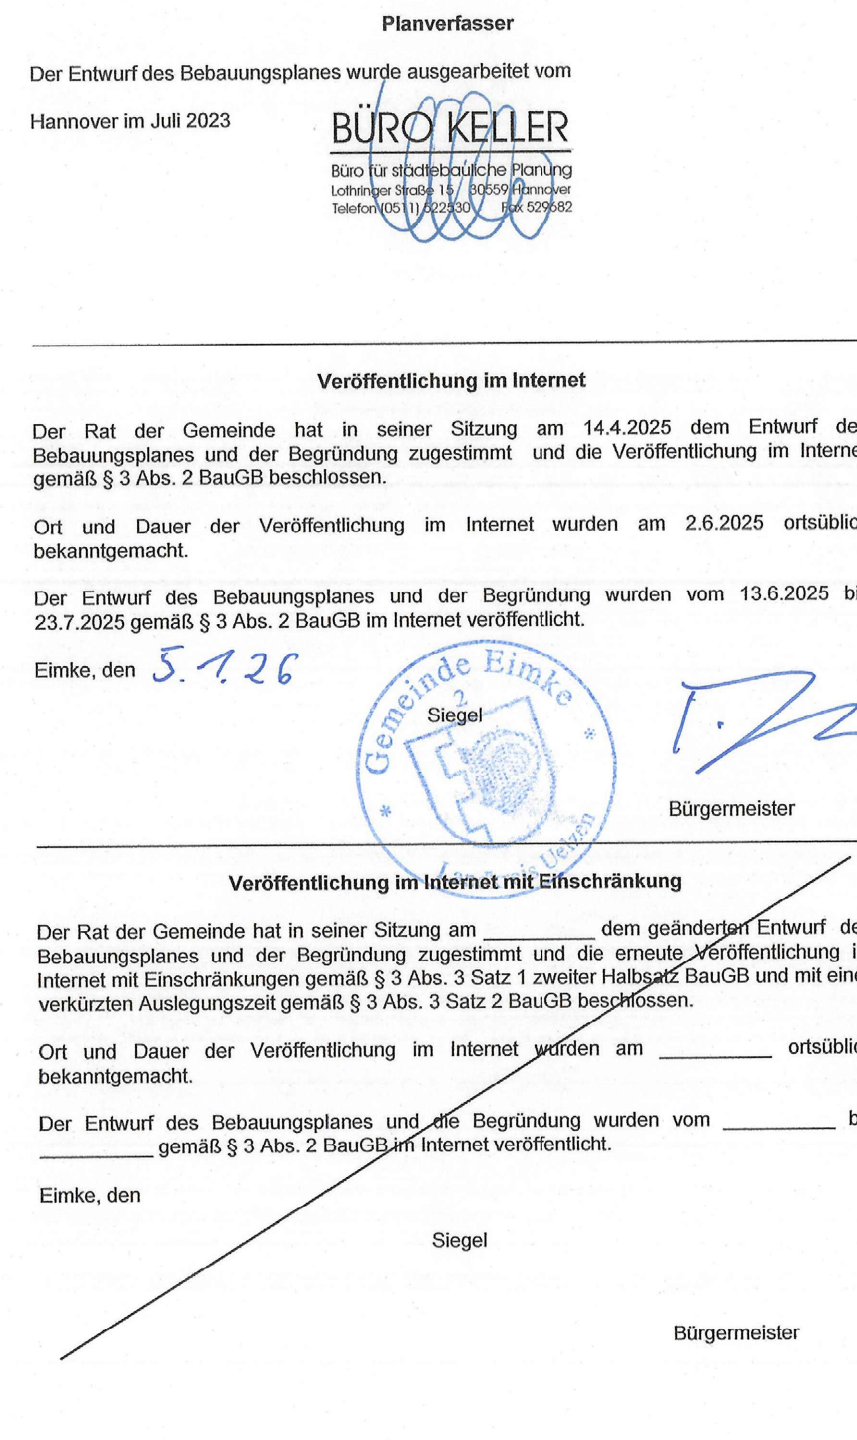 Planverfasser
Der Entwurf des Bebauungsplanes wurde ausgearbeitet vom
Hannover im Juli 2023
BÜRO KELLER
Büro für städtebauliche Planung
Lothringer Straße 15 / 30559 Hannover
Telefon (0511) 522530 / Fax 529682
Veröffentlichung im Internet
Der Rat der Gemeinde hat in seiner Sitzung am 14.4.2025 dem Entwurf de
Bebauungsplanes und der Begründung zugestimmt und die Veröffentlichung im Interne
gemäß § 3 Abs. 2 BauGB beschlossen.
Ort und Dauer der Veröffentlichung im Internet wurden am 2.6.2025 ortsüblic
bekanntgemacht.
Der Entwurf des Bebauungsplanes und der Begründung wurden vom 13.6.2025 bi
23.7.2025 gemäß § 3 Abs. 2 BauGB im Internet veröffentlicht.
Eimke, den 5.1.26
Gemeinde Eimke
2
Siegel
Landkreis Uelzen
Bürgermeister
Veröffentlichung im Internet mit Einschränkung
Der Rat der Gemeinde hat in seiner Sitzung am __________ dem geänderten Entwurf de
Bebauungsplanes und der Begründung zugestimmt und die erneute Veröffentlichung i
Internet mit Einschränkungen gemäß § 3 Abs. 3 Satz 1 zweiter Halbsatz BauGB und mit eine
verkürzten Auslegungszeit gemäß § 3 Abs. 3 Satz 2 BauGB beschlossen.
Ort und Dauer der Veröffentlichung im Internet wurden am __________ ortsüblic
bekanntgemacht.
Der Entwurf des Bebauungsplanes und die Begründung wurden vom __________ b
__________ gemäß § 3 Abs. 2 BauGB im Internet veröffentlicht.
Eimke, den
Siegel
Bürgermeister